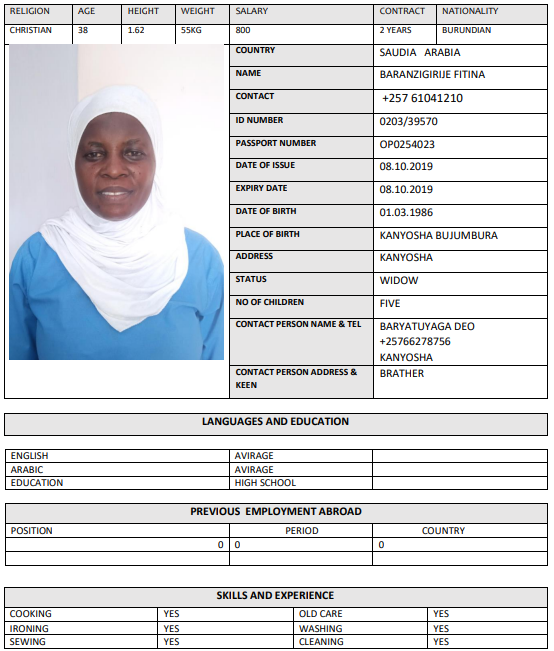 RELIGION AGE HEIGHT WEIGHT SALARY CONTRACT NATIONALITY
CHRISTIAN 38 1.62 55KG 800 2 YEARS BURUNDIAN
COUNTRY SAUDIA ARABIA
NAME BARANZIGIRIJE FITINA
CONTACT +257 61041210
ID NUMBER 0203/39570
PASSPORT NUMBER OP0254023
DATE OF ISSUE 08.10.2019
EXPIRY DATE 08.10.2019
DATE OF BIRTH 01.03.1986
PLACE OF BIRTH KANYOSHA BUJUMBURA
ADDRESS KANYOSHA
STATUS WIDOW
NO OF CHILDREN FIVE
CONTACT PERSON NAME & TEL BARYATUYAGA DEO
+25766278756
KANYOSHA
CONTACT PERSON ADDRESS & BRATHER
KEEN
LANGUAGES AND EDUCATION
ENGLISH AVIRAGE
ARABIC AVIRAGE
EDUCATION HIGH SCHOOL
PREVIOUS EMPLOYMENT ABROAD
POSITION PERIOD COUNTRY
0 0 0
SKILLS AND EXPERIENCE
COOKING YES OLD CARE YES
IRONING YES WASHING YES
SEWING YES CLEANING YES